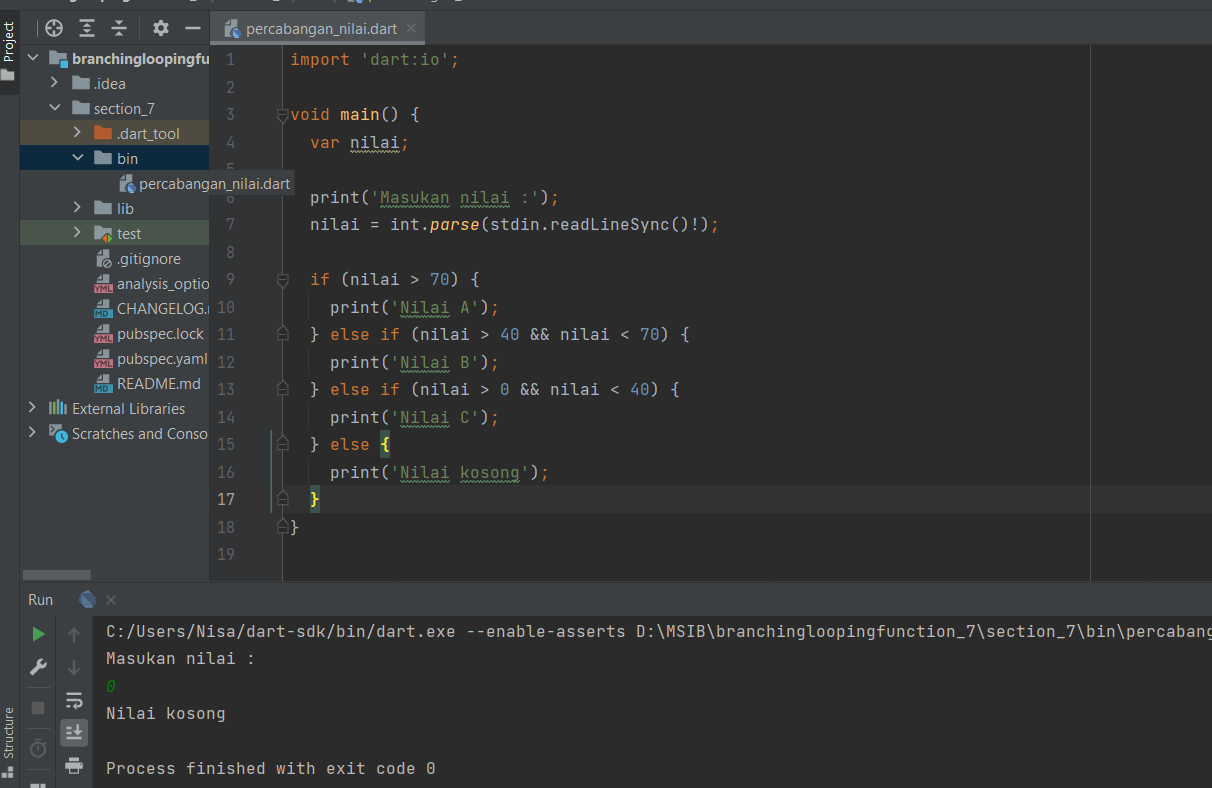 Project
percabangan_nilai.dart
branchingloopingfu
.idea
section_7
.dart_tool
bin
percabangan_nilai.dart
lib
test
.gitignore
analysis_optio
CHANGELOG.
pubspec.lock
pubspec.yaml
README.md
External Libraries
Scratches and Conso
1 import 'dart:io';
2
3 void main() {
4 var nilai;
5
6 print('Masukan nilai :');
7 nilai = int.parse(stdin.readLineSync()!);
8
9 if (nilai > 70) {
10 print('Nilai A');
11 } else if (nilai > 40 && nilai < 70) {
12 print('Nilai B');
13 } else if (nilai > 0 && nilai < 40) {
14 print('Nilai C');
15 } else {
16 print('Nilai kosong');
17 }
18 }
19
Run
Structure
C:/Users/Nisa/dart-sdk/bin/dart.exe --enable-asserts D:\MSIB\branchingloopingfunction_7\section_7\bin\percabang
Masukan nilai :
0
Nilai kosong
Process finished with exit code 0